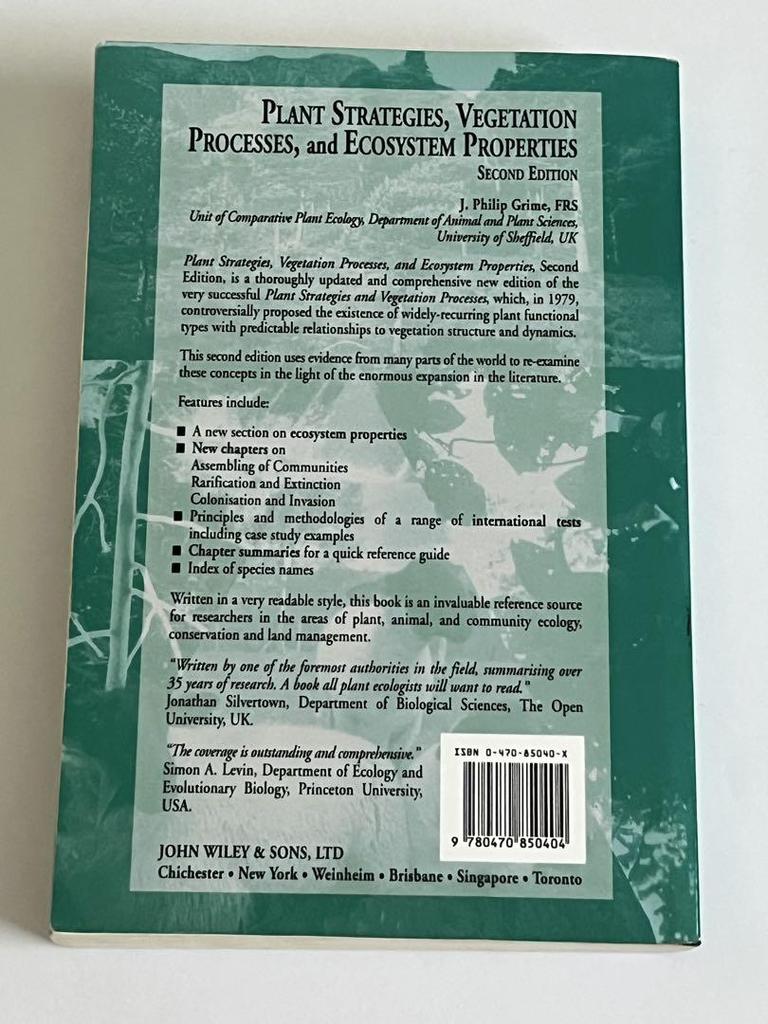 PLANT STRATEGIES, VEGETATION
PROCESSES, and ECOSYSTEM PROPERTIES
SECOND EDITION
J. Philip Grime, FRS
Unit of Comparative Plant Ecology, Department of Animal and Plant Sciences,
University of Sheffield, UK
Plant Strategies, Vegetation Processes, and Ecosystem Properties, Second
Edition, is a thoroughly updated and comprehensive new edition of the
very successful Plant Strategies and Vegetation Processes, which, in 1979,
controversially proposed the existence of widely-recurring plant functional
types with predictable relationships to vegetation structure and dynamics.
This second edition uses evidence from many parts of the world to re-examine
these concepts in the light of the enormous expansion in the literature.
Features include:
■ A new section on ecosystem properties
■ New chapters on
Assembling of Communities
Rarification and Extinction
Colonisation and Invasion
■ Principles and methodologies of a range of international tests
including case study examples
■ Chapter summaries for a quick reference guide
■ Index of species names
Written in a very readable style, this book is an invaluable reference source
for researchers in the areas of plant, animal, and community ecology,
conservation and land management.
"Written by one of the foremost authorities in the field, summarising over
35 years of research. A book all plant ecologists will want to read."
Jonathan Silvertown, Department of Biological Sciences, The Open
University, UK.
"The coverage is outstanding and comprehensive."
Simon A. Levin, Department of Ecology and
Evolutionary Biology, Princeton University,
USA.
ISBN 0-470-85040-X
9 780470 850404
JOHN WILEY & SONS, LTD
Chichester • New York • Weinheim • Brisbane • Singapore • Toronto